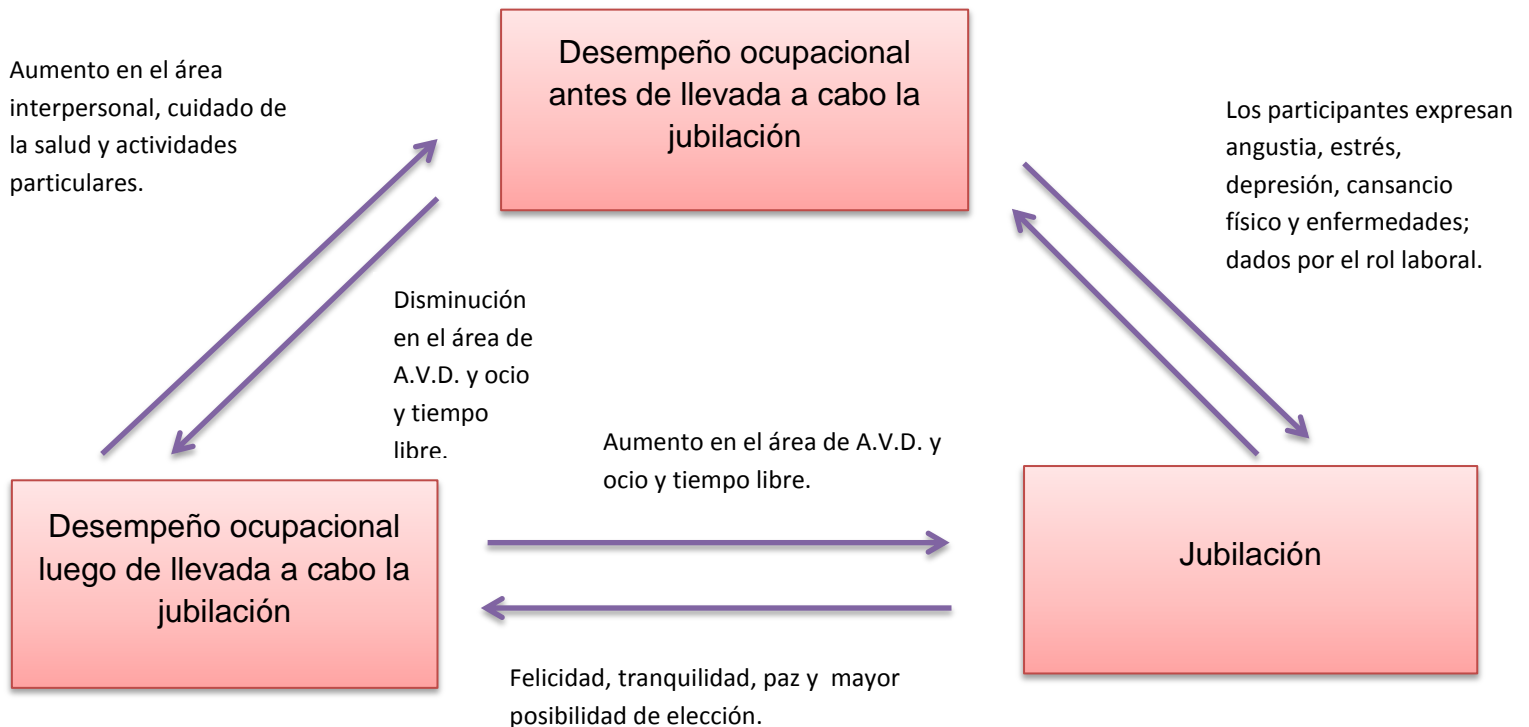 Desempeño ocupacional
antes de llevada a cabo la
jubilación
Aumento en el área
interpersonal, cuidado de
la salud y actividades
particulares.
Los participantes expresan
angustia, estrés,
depresión, cansancio
físico y enfermedades;
dados por el rol laboral.
Disminución
en el área de
A.V.D. y ocio
y tiempo
libre.
Aumento en el área de A.V.D. y
ocio y tiempo libre.
Desempeño ocupacional
luego de llevada a cabo la
jubilación
Jubilación
Felicidad, tranquilidad, paz y  mayor
posibilidad de elección.